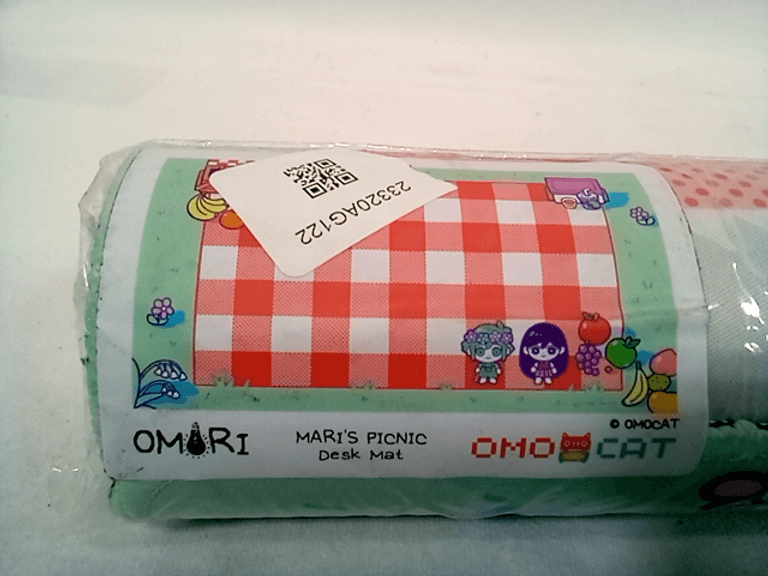 23320AG122
© OMOCAT
OMORI
MARI'S PICNIC
Desk Mat
OMOCAT